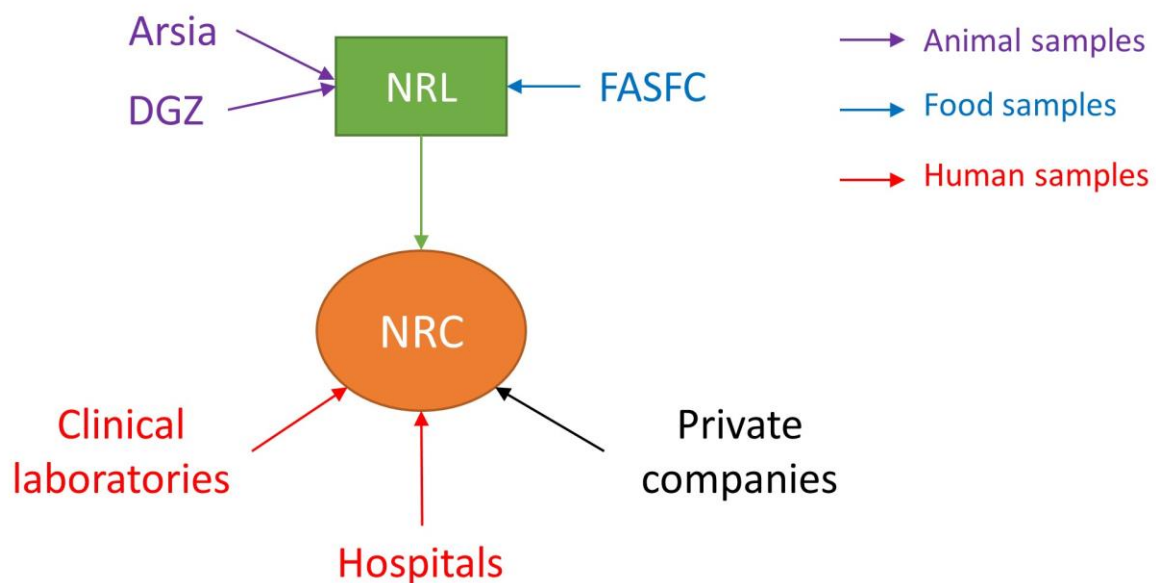 Arsia
DGZ
NRL
FASFC
Animal samples
Food samples
Human samples
NRC
Clinical
laboratories
Private
companies
Hospitals